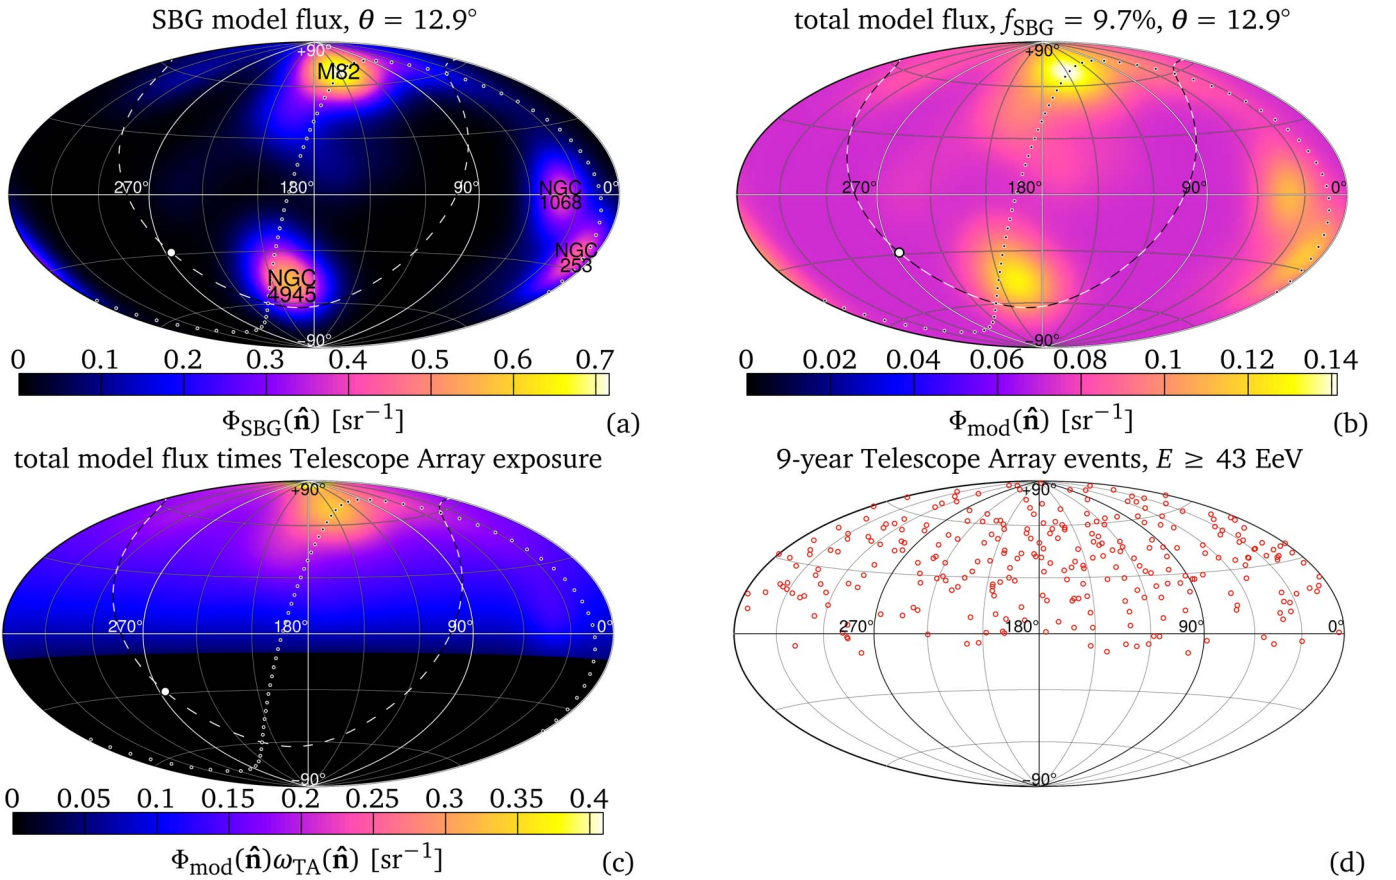 SBG model flux, θ = 12.9°
+90°
M82
270°
180°
90°
0°
NGC
1068
NGC
253
NGC
4945
−90°
0 0.1 0.2 0.3 0.4 0.5 0.6 0.7
Φ_SBG(n̂) [sr⁻¹]
(a)
total model flux, f_SBG = 9.7%, θ = 12.9°
+90°
270°
180°
90°
0°
−90°
0 0.02 0.04 0.06 0.08 0.1 0.12 0.14
Φ_mod(n̂) [sr⁻¹]
(b)
total model flux times Telescope Array exposure
+90°
270°
180°
90°
0°
−90°
0 0.05 0.1 0.15 0.2 0.25 0.3 0.35 0.4
Φ_mod(n̂)ω_TA(n̂) [sr⁻¹]
(c)
9-year Telescope Array events, E ≥ 43 EeV
+90°
270°
180°
90°
0°
−90°
(d)